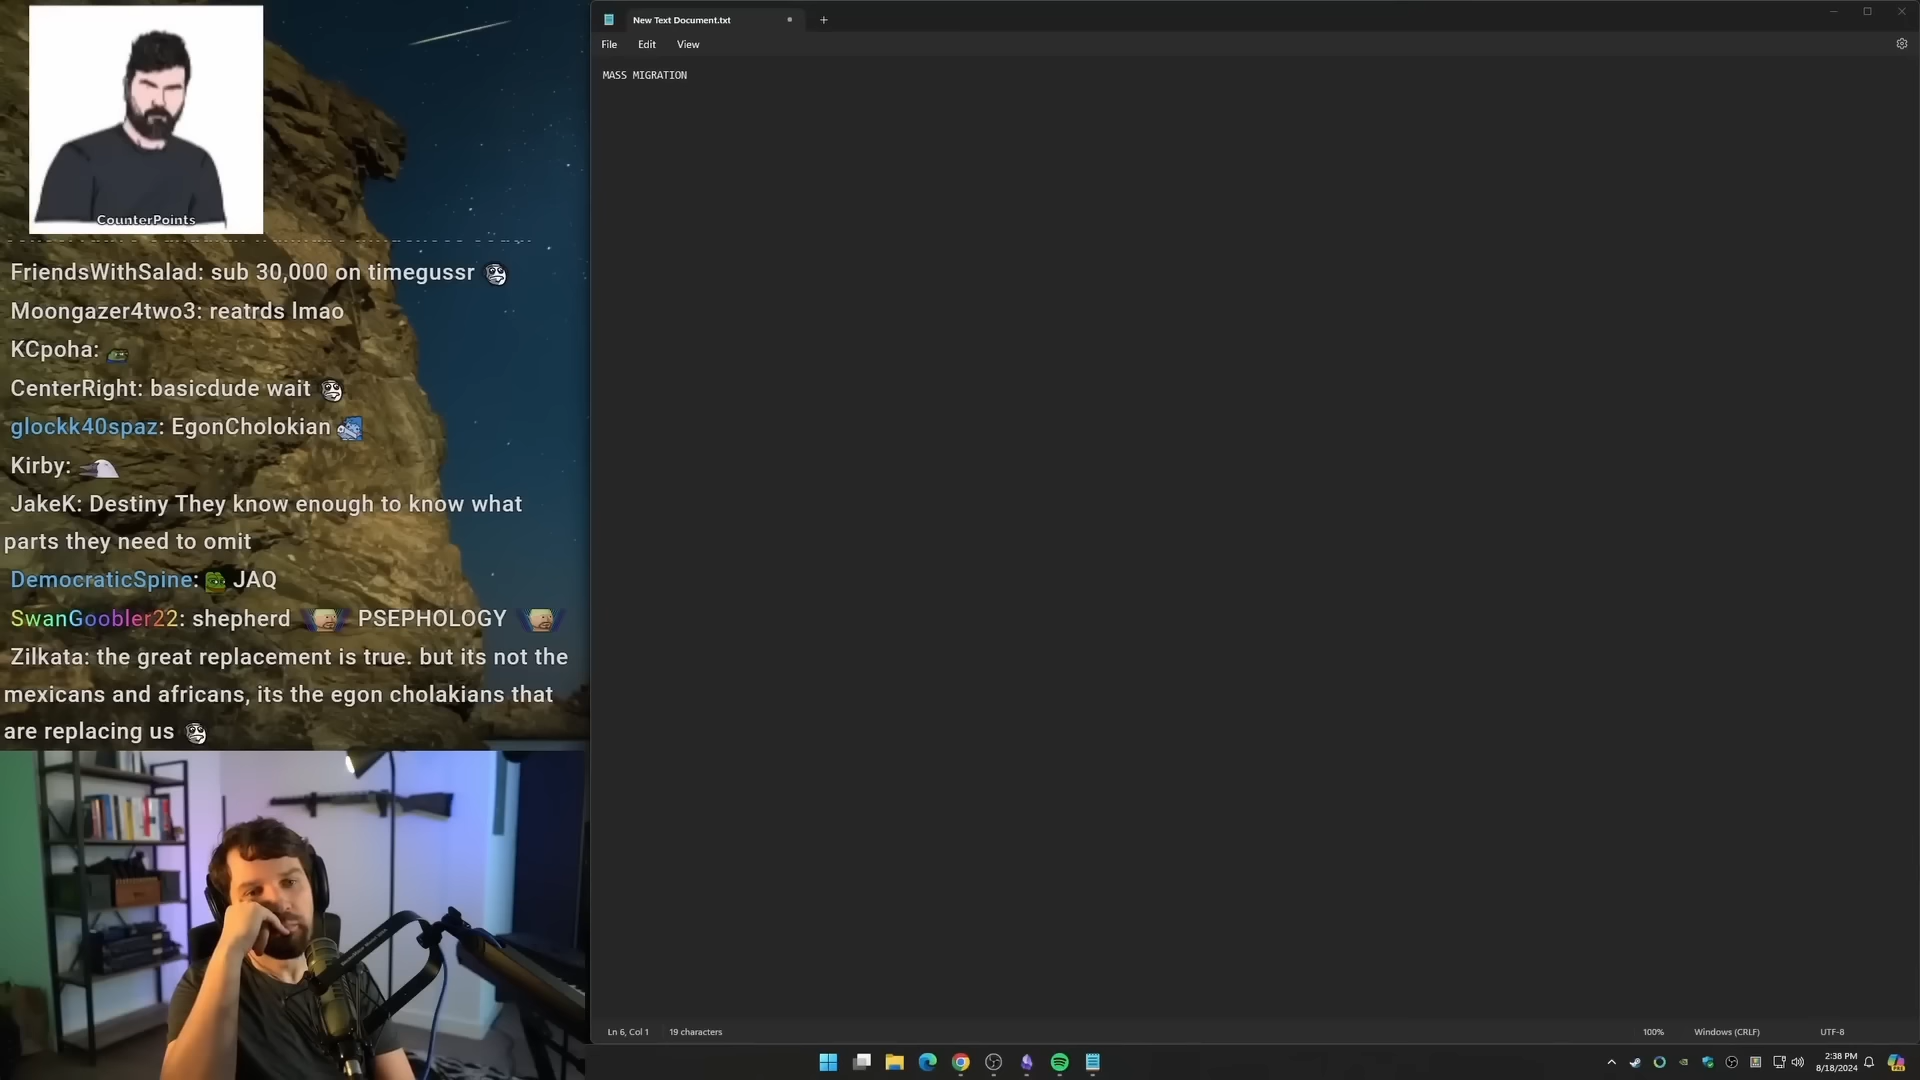 CounterPoints
FriendsWithSalad: sub 30,000 on timegussr
Moongazer4two3: reatrds lmao
KCpoha:
CenterRight: basicdude wait
glockk40spaz: EgonCholokian
Kirby:
JakeK: Destiny They know enough to know what
parts they need to omit
DemocraticSpine: JAQ
SwanGoobler22: shepherd PSEPHOLOGY
Zilkata: the great replacement is true. but its not the
mexicans and africans, its the egon cholakians that
are replacing us
New Text Document.txt
File Edit View
MASS MIGRATION
Ln 6, Col 1 19 characters 100% Windows (CRLF) UTF-8
2:38 PM
8/18/2024